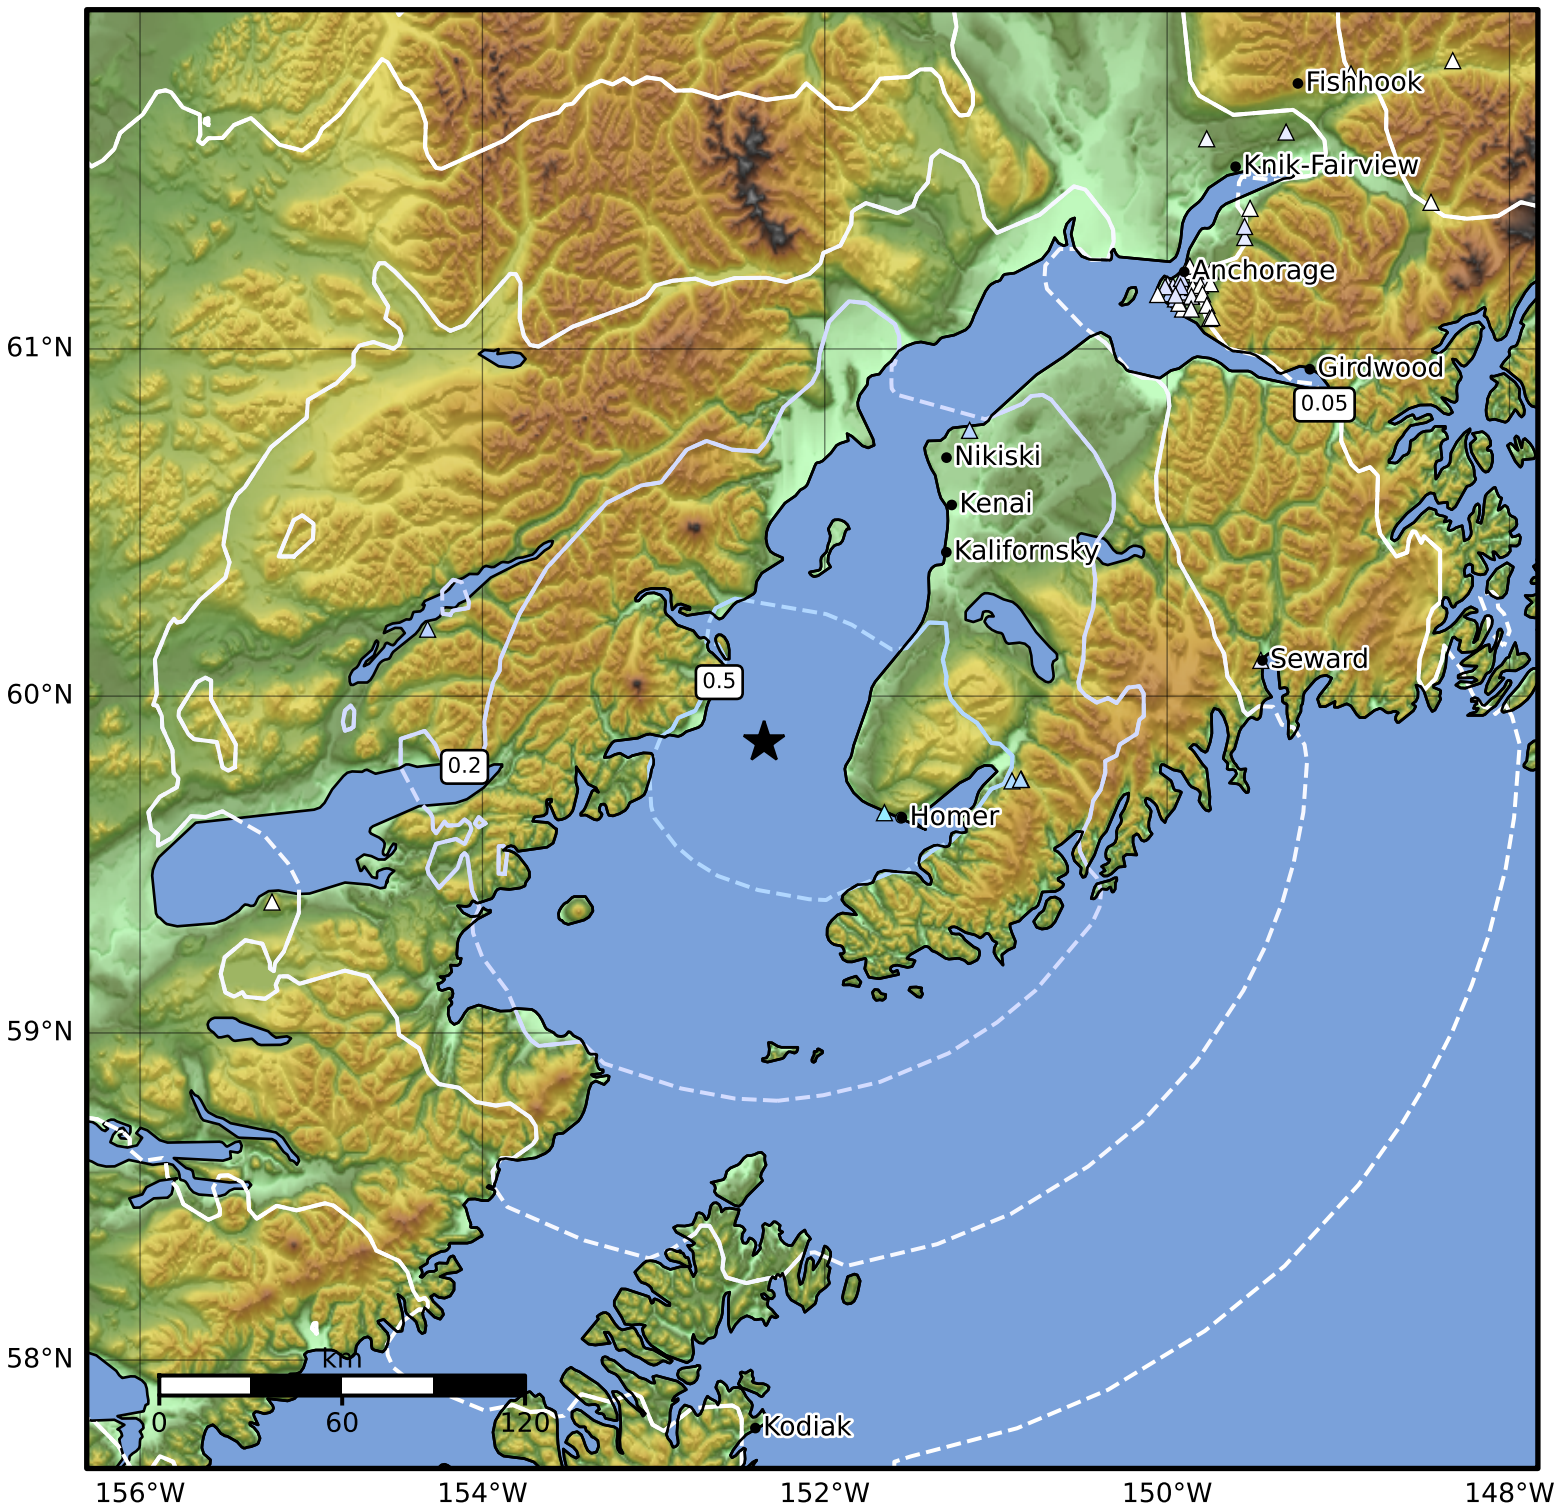 Fishhook
Knik-Fairview
Anchorage
61°N
Girdwood
0.05
Nikiski
Kenai
Kalifornsky
Seward
0.5
60°N
0.2
Homer
59°N
58°N
km
0 60 120
Kodiak
156°W 154°W 152°W 150°W 148°W